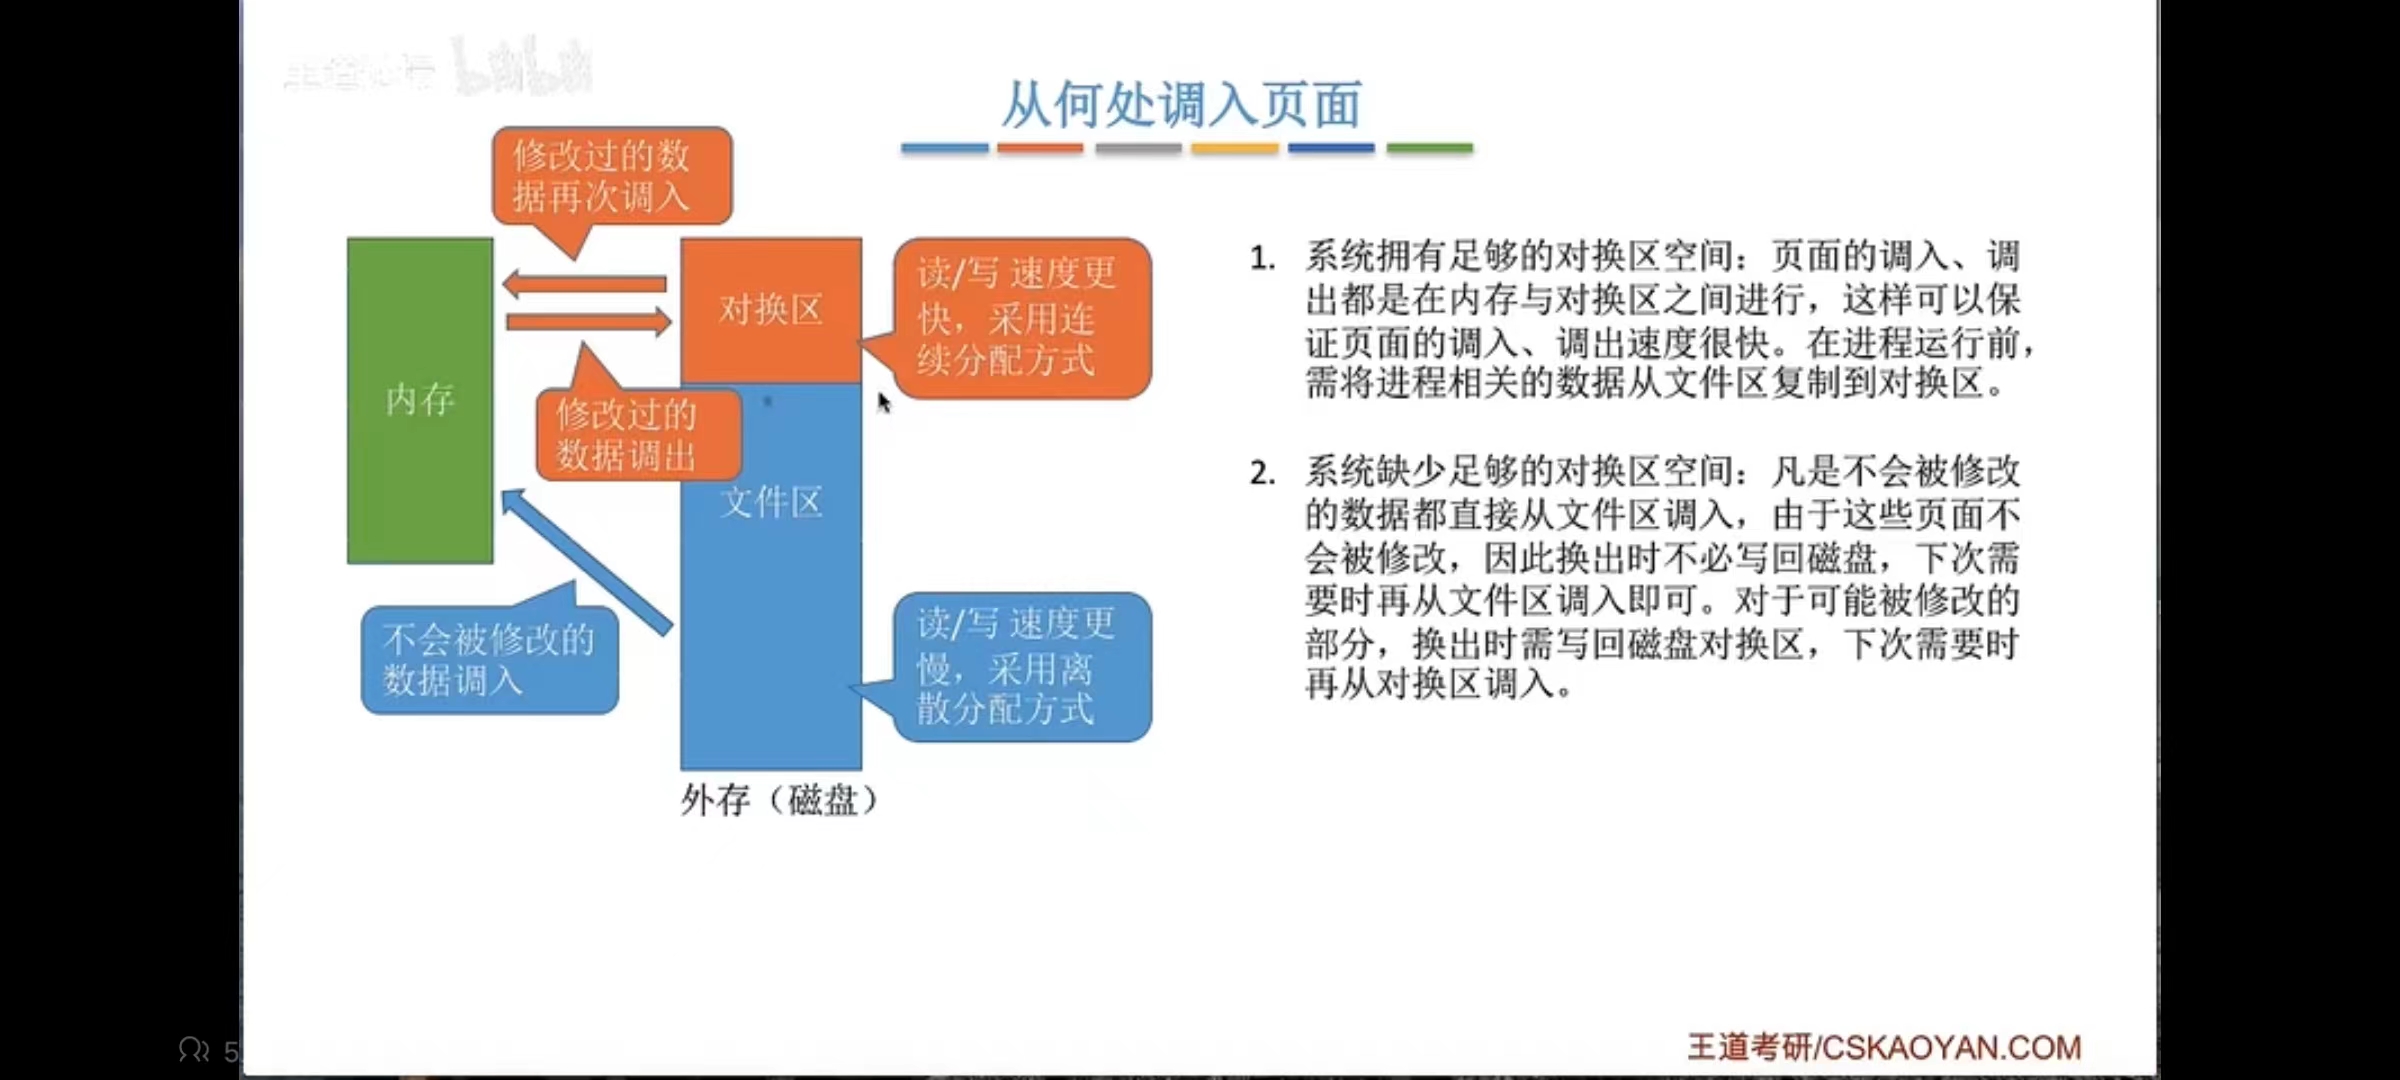 从何处调入页面
修改过的数
据再次调入
内存
对换区
读/写 速度更
快，采用连
续分配方式
修改过的
数据调出
文件区
不会被修改的
数据调入
读/写 速度更
慢，采用离
散分配方式
外存（磁盘）
1. 系统拥有足够的对换区空间：页面的调入、调
出都是在内存与对换区之间进行，这样可以保
证页面的调入、调出速度很快。在进程运行前，
需将进程相关的数据从文件区复制到对换区。
2. 系统缺少足够的对换区空间：凡是不会被修改
的数据都直接从文件区调入，由于这些页面不
会被修改，因此换出时不必写回磁盘，下次需
要时再从文件区调入即可。对于可能被修改的
部分，换出时需写回磁盘对换区，下次需要时
再从对换区调入。
王道考研/CSKAOYAN.COM